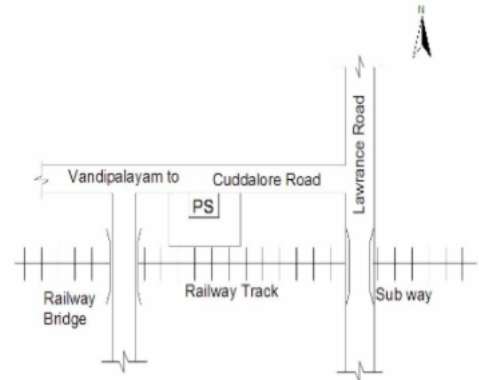 N
Lawrance Road
Vandipalayam to Cuddalore Road
PS
Railway Bridge
Railway Track
Sub way